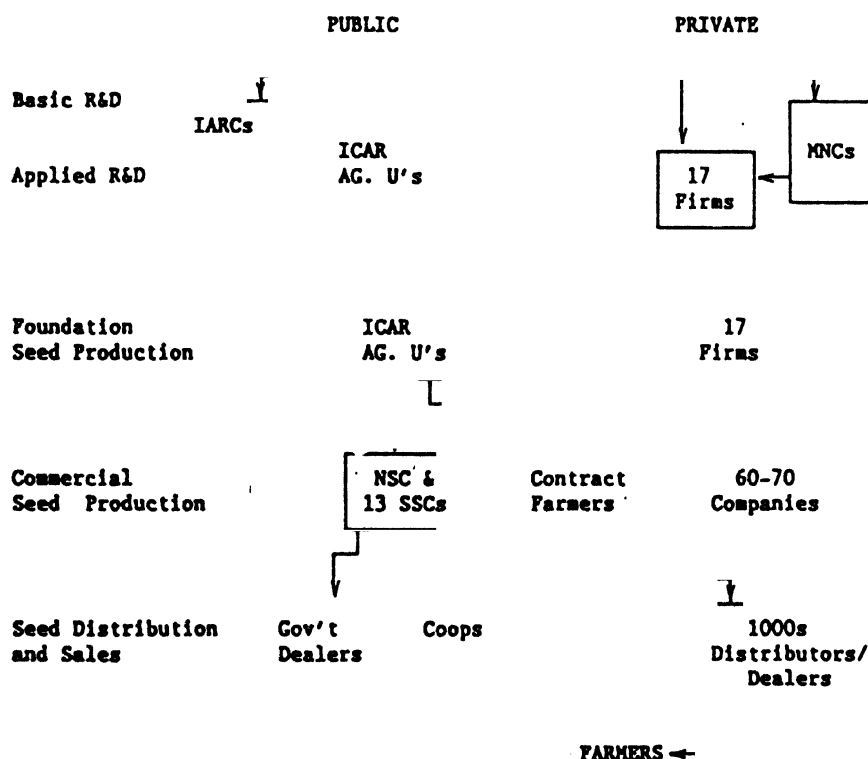 PUBLIC PRIVATE
Basic R&D
IARCs
MNCs
ICAR
Applied R&D AG. U's 17
Firms
Foundation ICAR 17
Seed Production AG. U's Firms
Commercial NSC & Contract 60-70
Seed Production 13 SSCs Farmers Companies
Seed Distribution Gov't Coops 1000s
and Sales Dealers Distributors/
Dealers
FARMERS